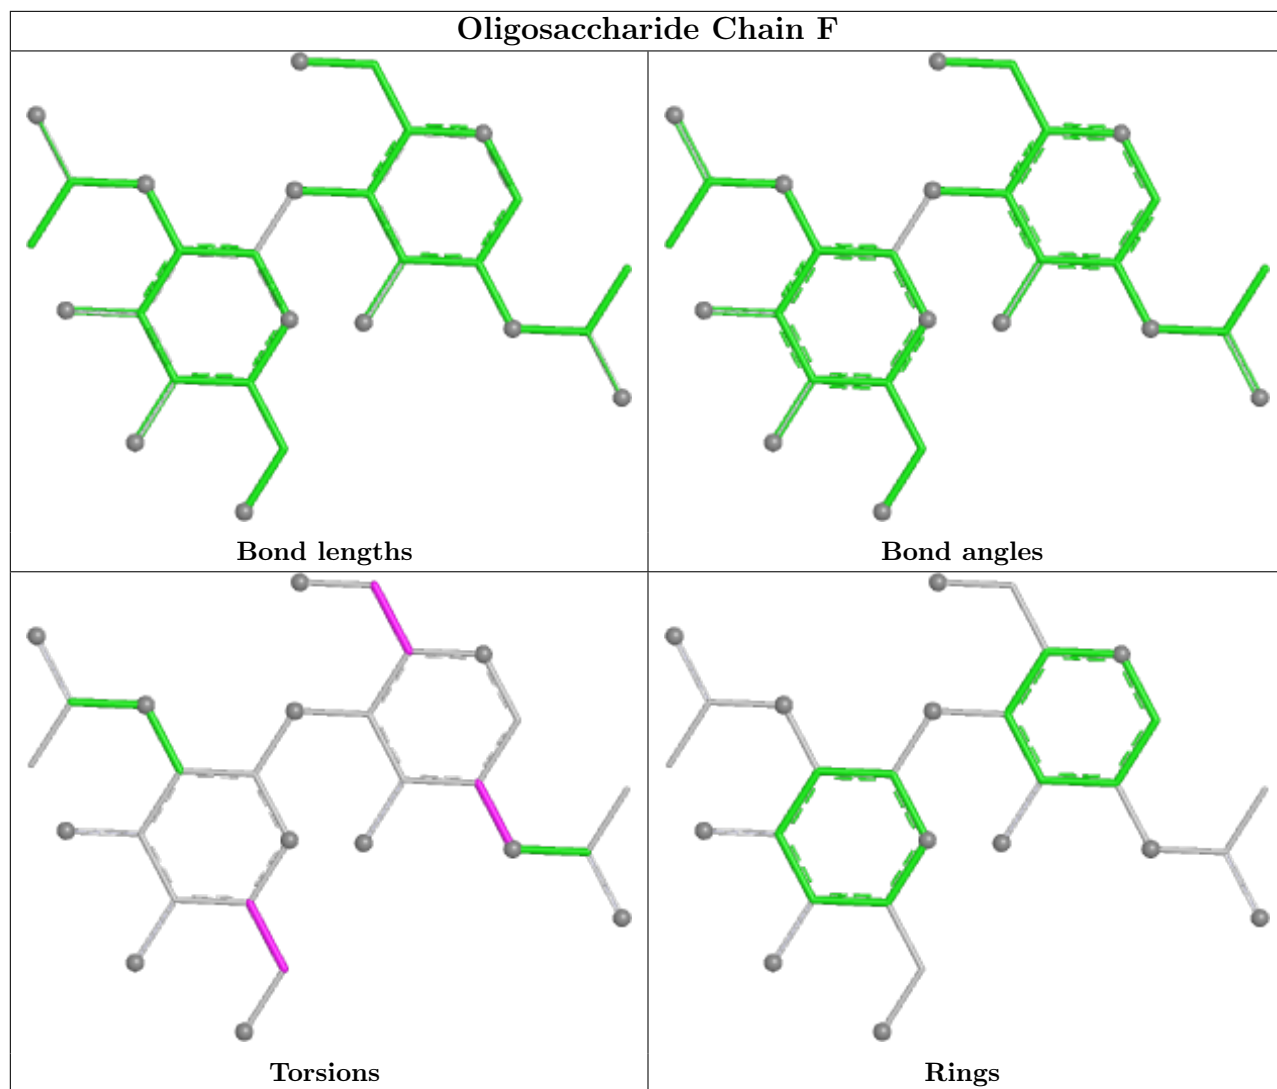 Oligosaccharide Chain F
Bond lengths
Bond angles
Torsions
Rings